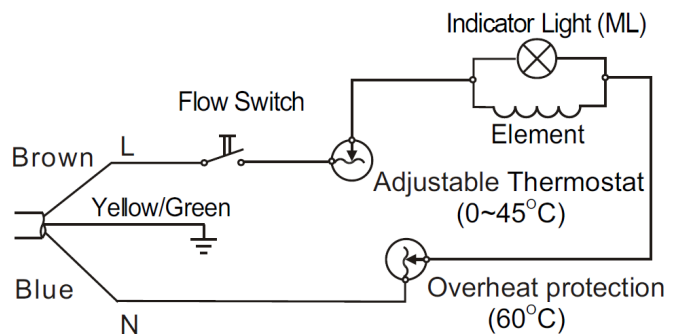 Indicator Light (ML)
Flow Switch
Element
Brown
L
Adjustable Thermostat
(0~45°C)
Yellow/Green
Blue
N
Overheat protection
(60°C)